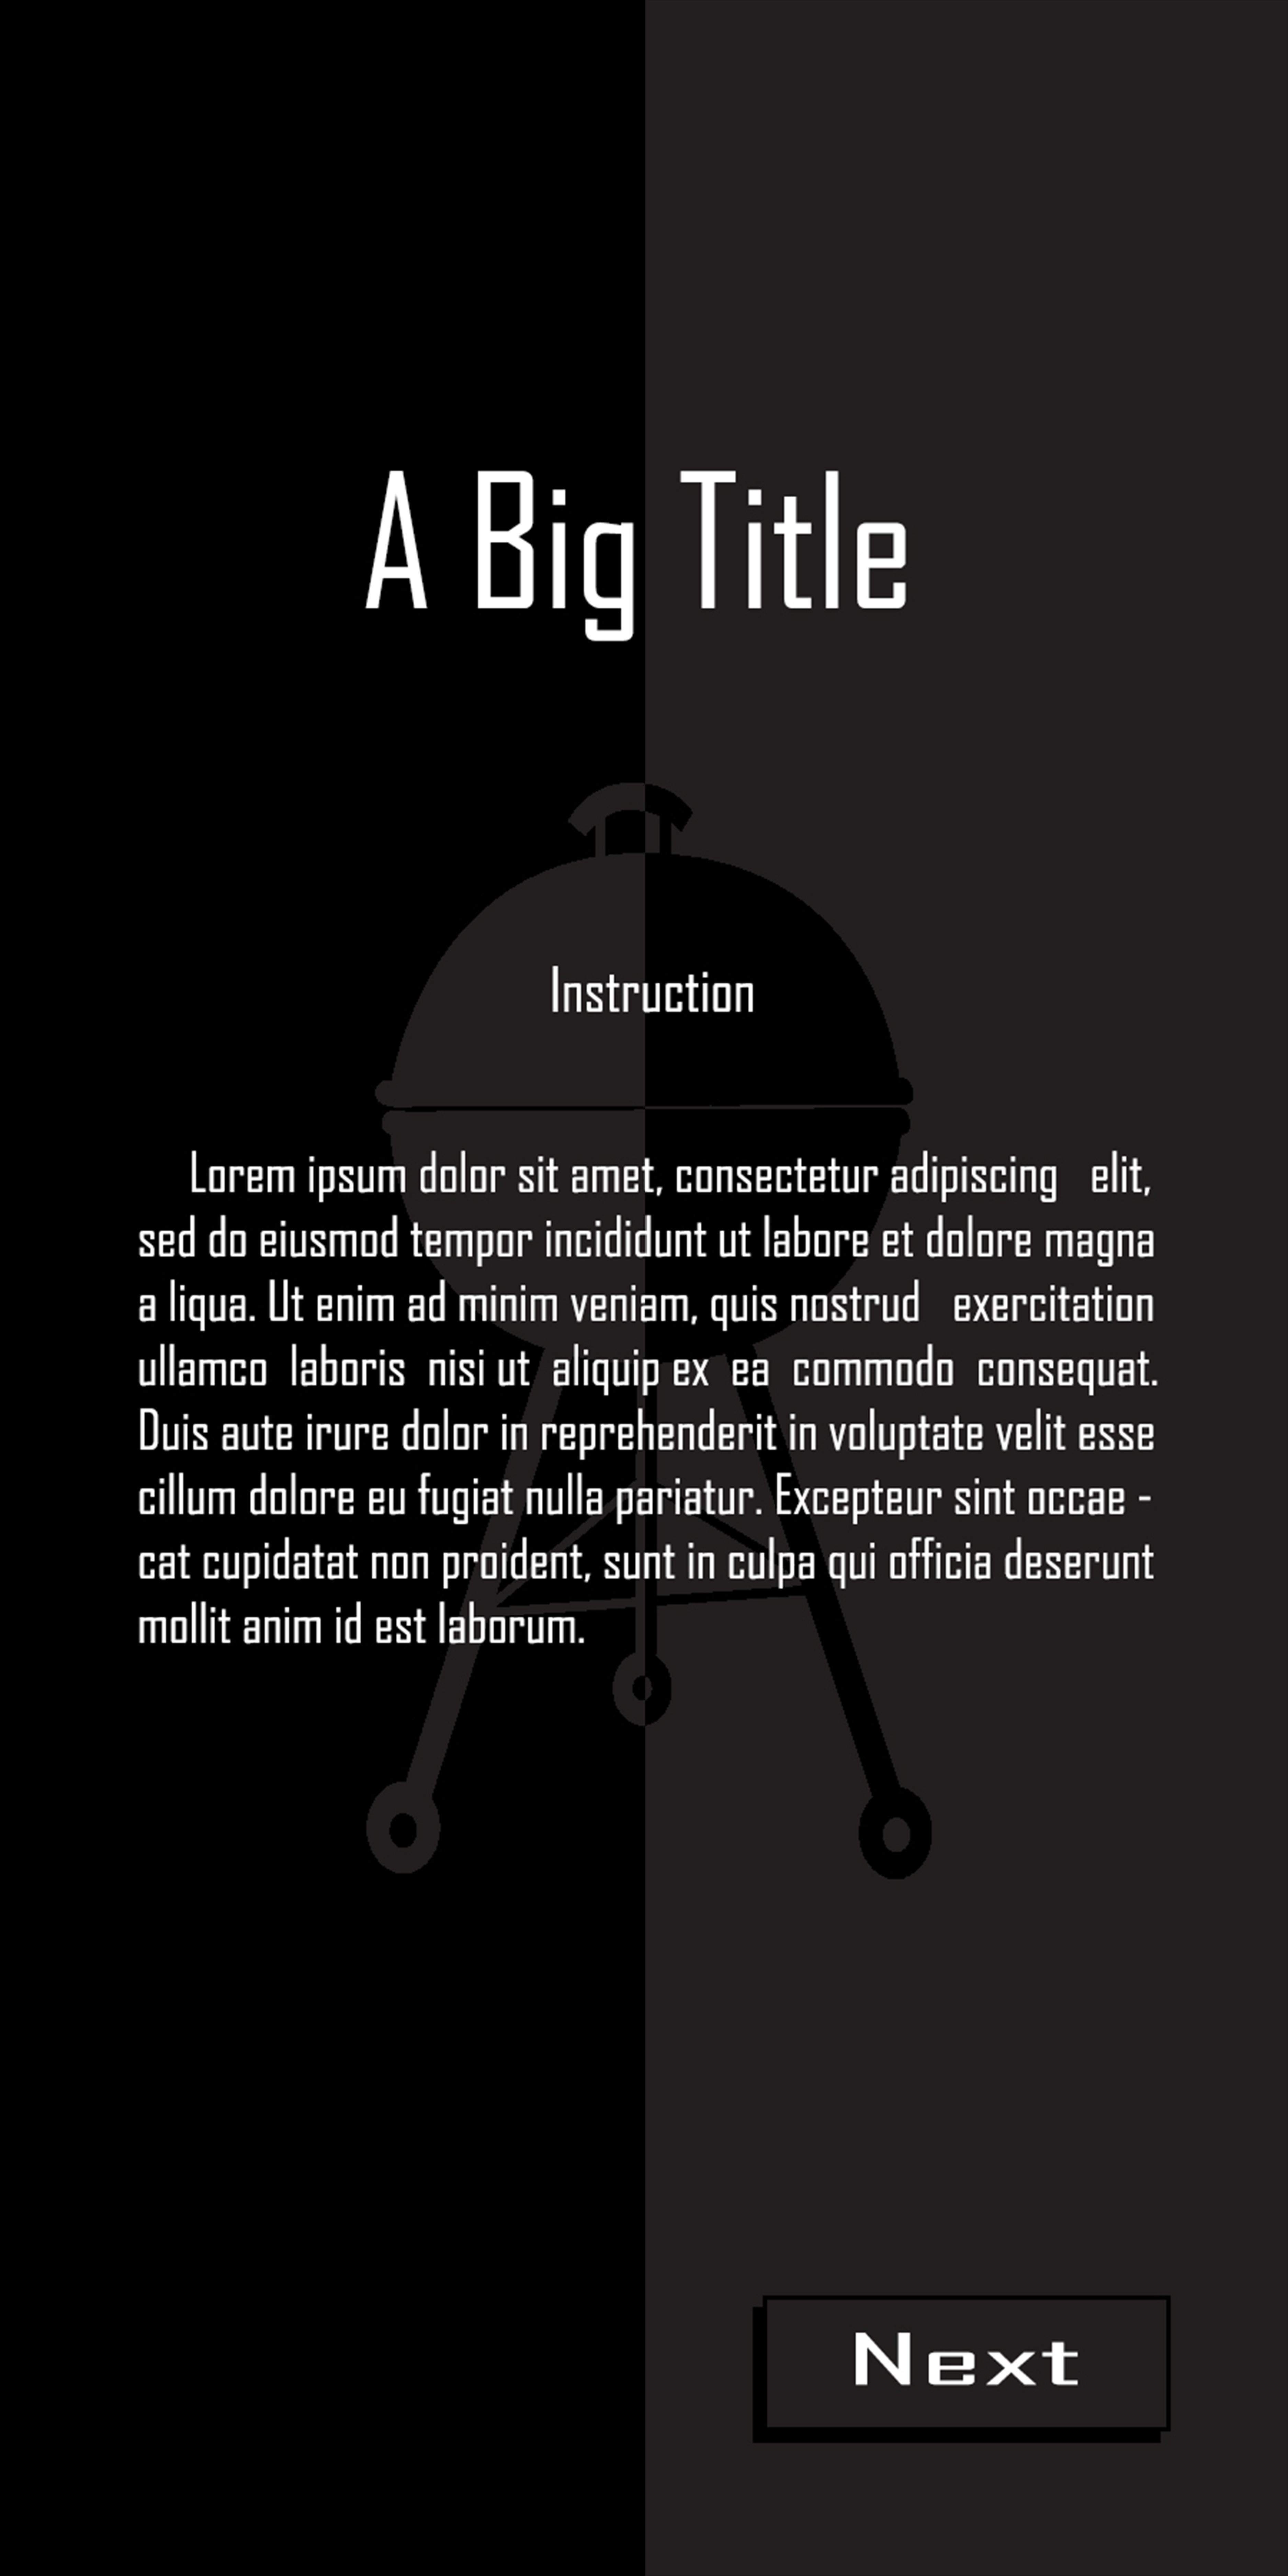 A Big Title
Instruction
Lorem ipsum dolor sit amet, consectetur adipiscing elit,
sed do eiusmod tempor incididunt ut labore et dolore magna
a liqua. Ut enim ad minim veniam, quis nostrud exercitation
ullamco laboris nisi ut aliquip ex ea commodo consequat.
Duis aute irure dolor in reprehenderit in voluptate velit esse
cillum dolore eu fugiat nulla pariatur. Excepteur sint occae -
cat cupidatat non proident, sunt in culpa qui officia deserunt
mollit anim id est laborum.
Next